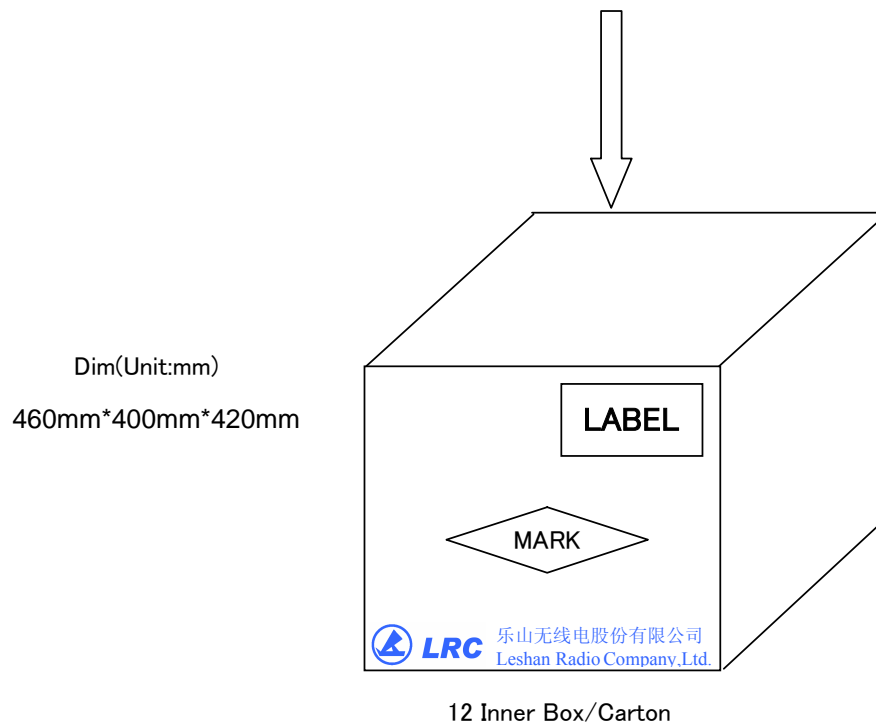 Dim(Unit:mm)
460mm*400mm*420mm
LABEL
MARK
LRC 乐山无线电股份有限公司
Leshan Radio Company,Ltd.
12 Inner Box/Carton